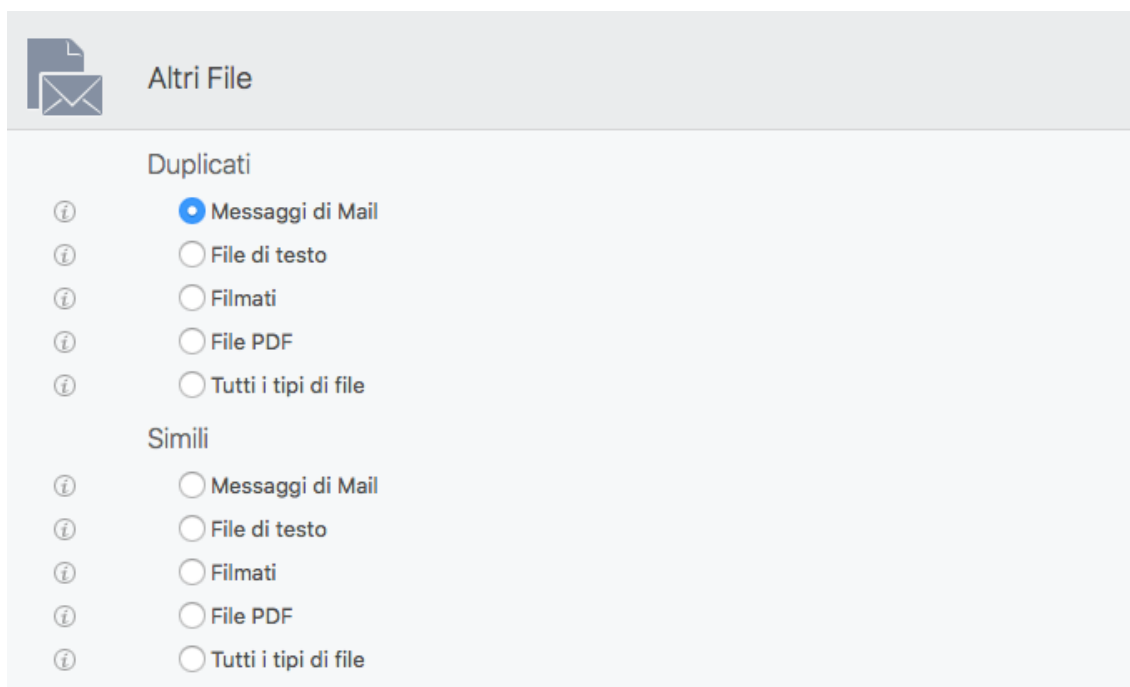 Altri File
Duplicati
Messaggi di Mail
File di testo
Filmati
File PDF
Tutti i tipi di file
Simili
Messaggi di Mail
File di testo
Filmati
File PDF
Tutti i tipi di file